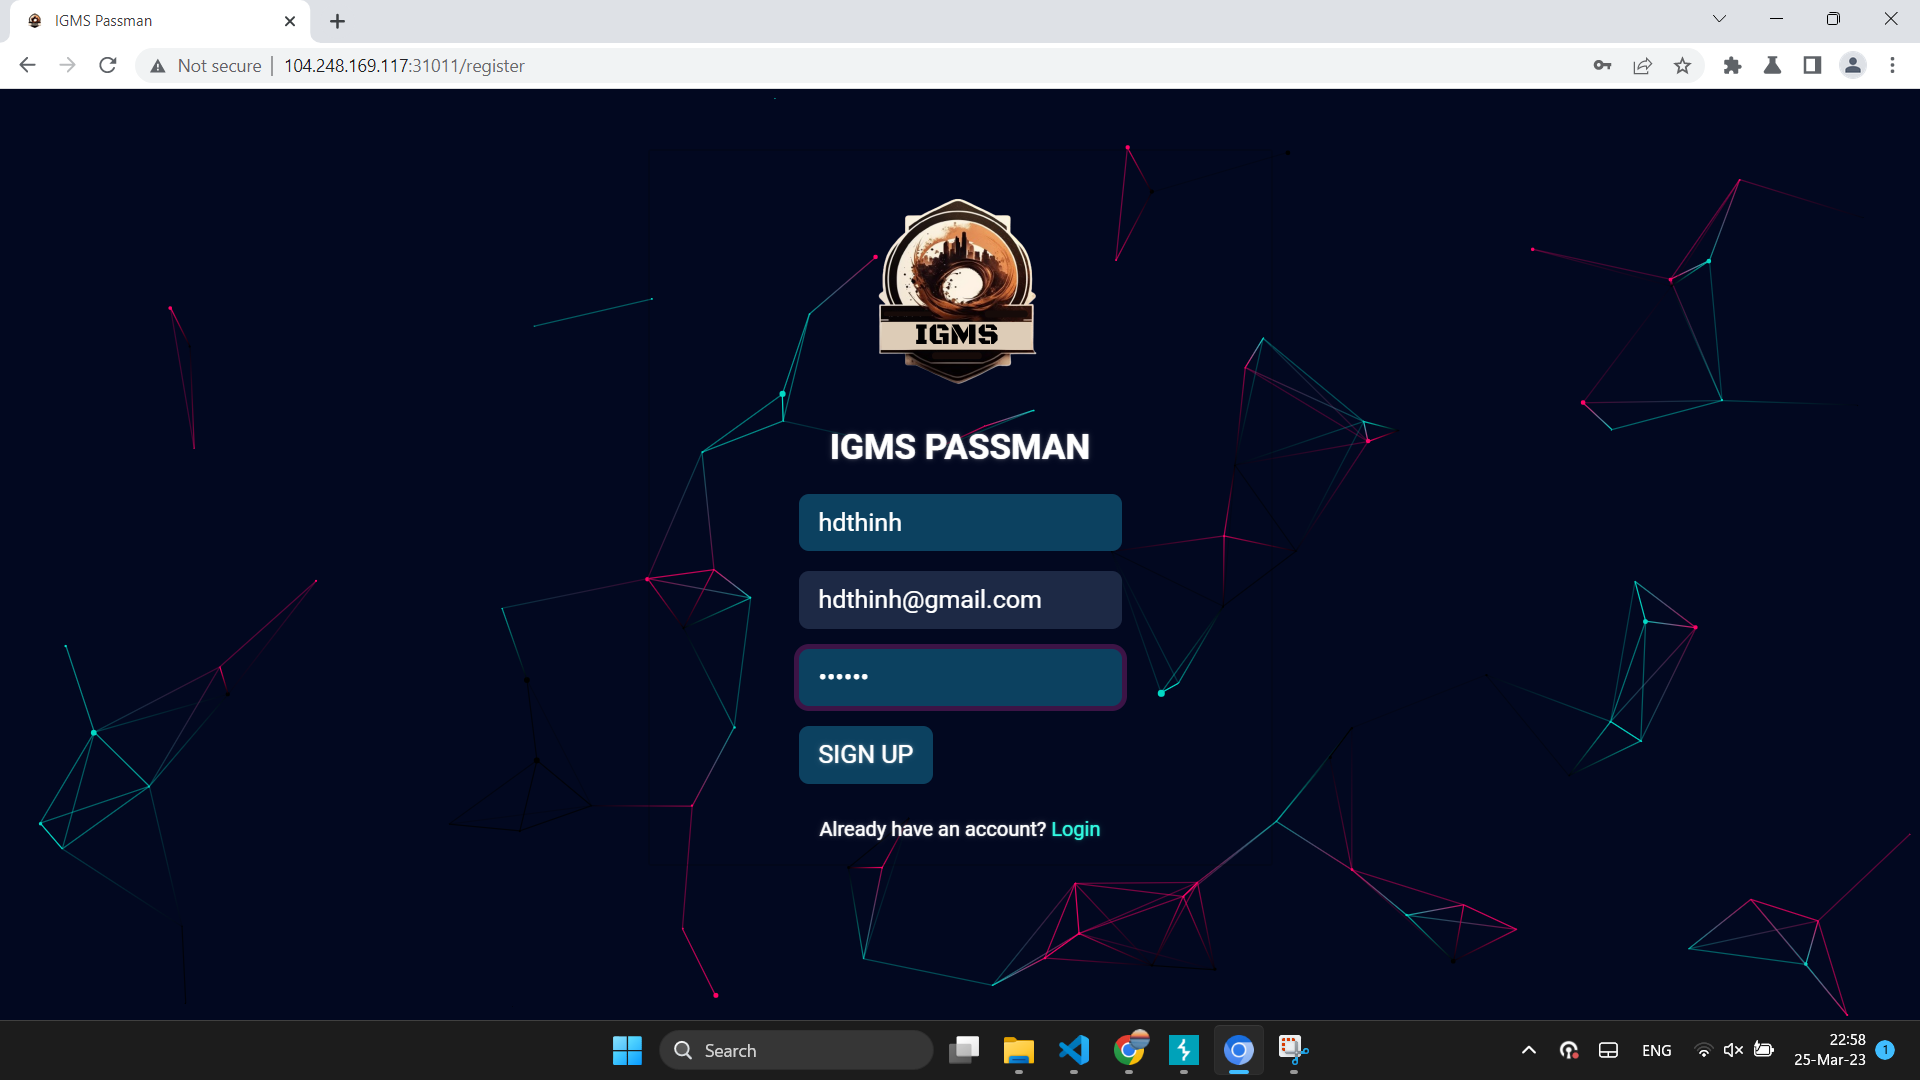 IGMS Passman
Not secure
104.248.169.117:31011/register
IGMS
IGMS PASSMAN
hdthinh
hdthinh@gmail.com
••••••
SIGN UP
Already have an account? Login
Search
ENG
22:58
25-Mar-23
1